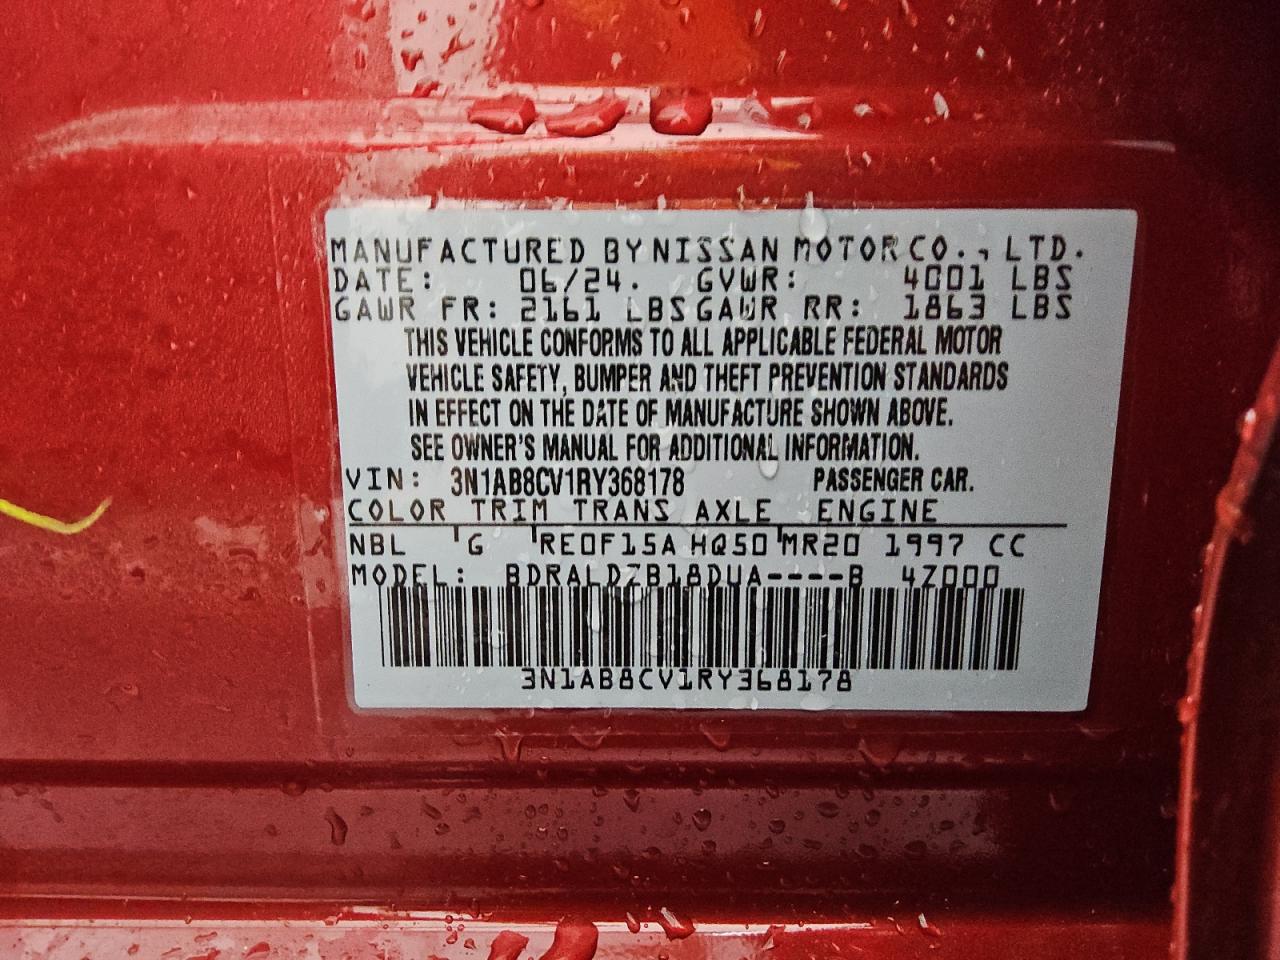 MANUFACTURED BY NISSAN MOTOR CO., LTD.
DATE: 06/24. GVWR: 4001 LBS
GAWR FR: 2161 LBS GAWR RR: 1863 LBS
THIS VEHICLE CONFORMS TO ALL APPLICABLE FEDERAL MOTOR
VEHICLE SAFETY, BUMPER AND THEFT PREVENTION STANDARDS
IN EFFECT ON THE DATE OF MANUFACTURE SHOWN ABOVE.
SEE OWNER'S MANUAL FOR ADDITIONAL INFORMATION.
VIN: 3N1AB8CV1RY368178 PASSENGER CAR.
COLOR TRIM TRANS AXLE ENGINE
NBL G RE0F15A HQ50 MR20 1997 CC
MODEL: BDRALDZB18DUA----B 4Z000
3N1AB8CV1RY368178